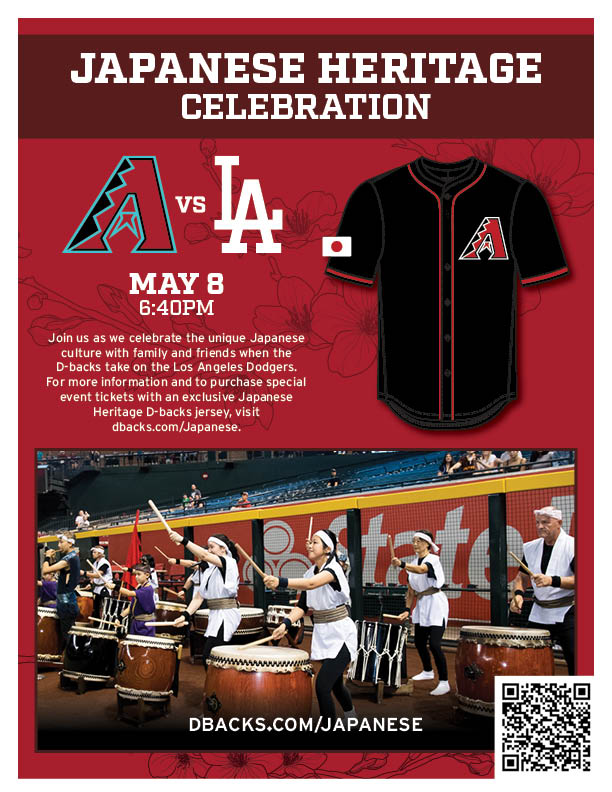 JAPANESE HERITAGE
CELEBRATION
A VS LA
MAY 8
6:40PM
Join us as we celebrate the unique Japanese
culture with family and friends when the
D-backs take on the Los Angeles Dodgers.
For more information and to purchase special
event tickets with an exclusive Japanese
Heritage D-backs jersey, visit
dbacks.com/Japanese.
A
State
DBACKS.COM/JAPANESE